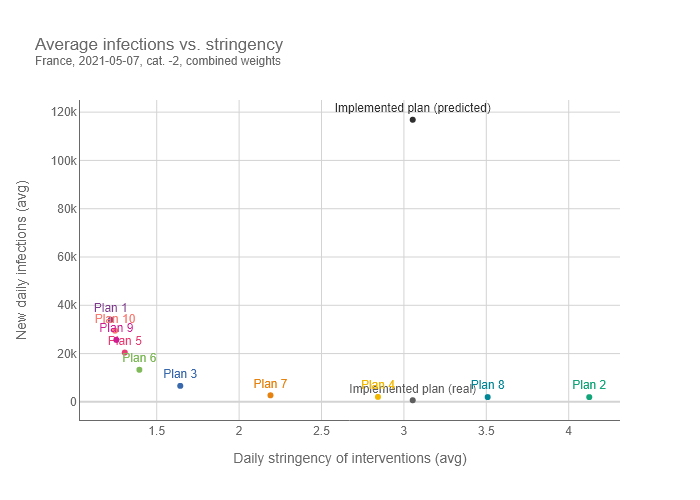 Average infections vs. stringency
France, 2021-05-07, cat. -2, combined weights
New daily infections (avg)
120k
100k
80k
60k
40k
20k
0
Implemented plan (predicted)
Plan 1
Plan 10
Plan 9
Plan 5
Plan 6
Plan 3
Plan 7
Plan 4
Implemented plan (real)
Plan 8
Plan 2
1.5
2
2.5
3
3.5
4
Daily stringency of interventions (avg)